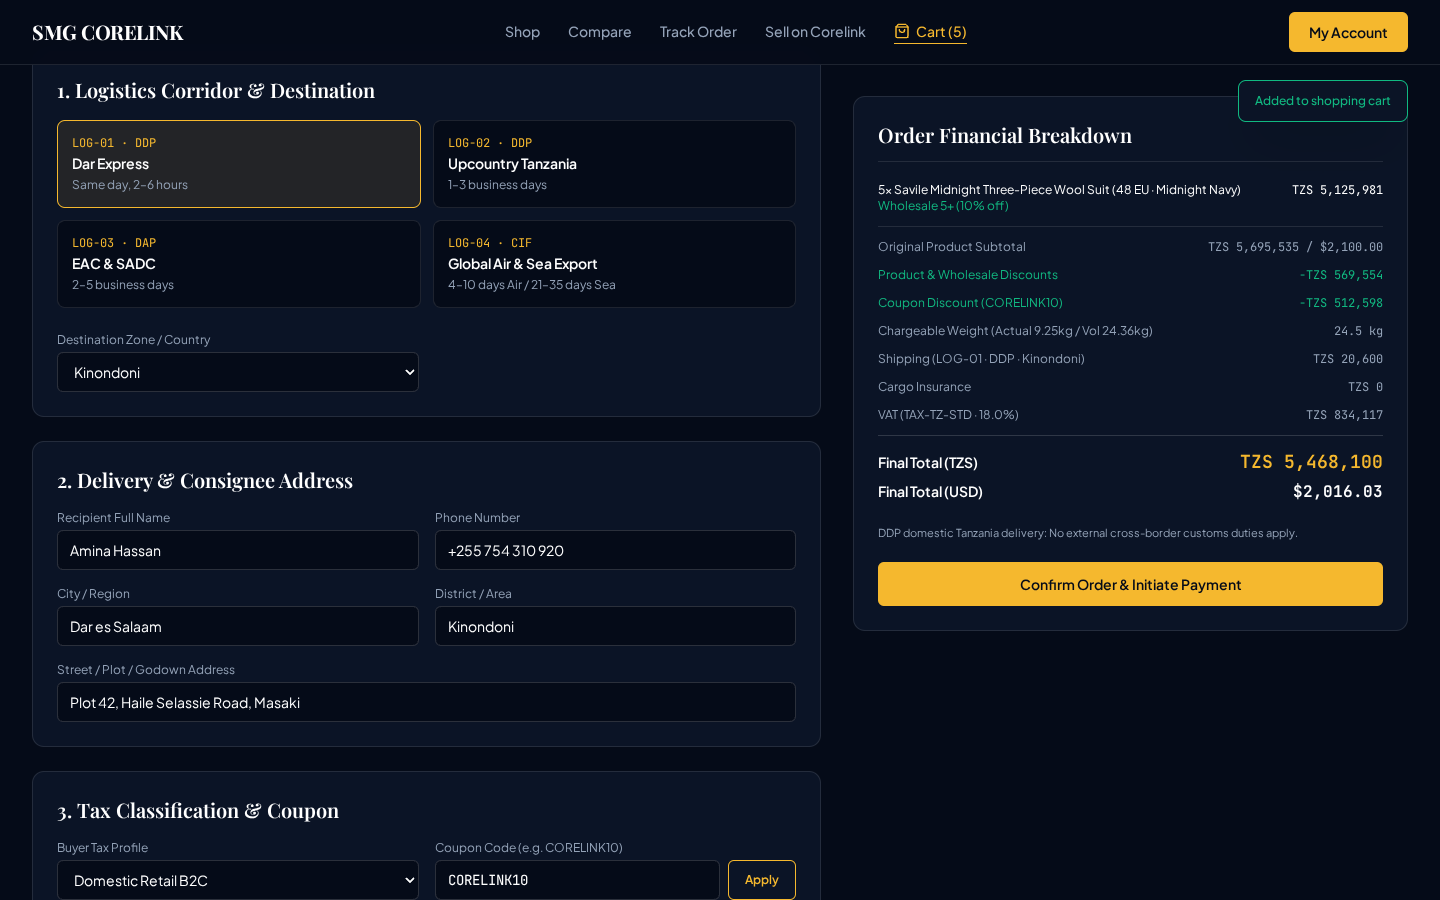 SMG CORELINK
Shop
Compare
Track Order
Sell on Corelink
Cart (5)
My Account
Added to shopping cart
1. Logistics Corridor & Destination
LOG-01 · DDP
Dar Express
Same day, 2–6 hours
LOG-02 · DDP
Upcountry Tanzania
1–3 business days
LOG-03 · DAP
EAC & SADC
2–5 business days
LOG-04 · CIF
Global Air & Sea Export
4–10 days Air / 21–35 days Sea
Destination Zone / Country
Kinondoni
2. Delivery & Consignee Address
Recipient Full Name
Amina Hassan
Phone Number
+255 754 310 920
City / Region
Dar es Salaam
District / Area
Kinondoni
Street / Plot / Godown Address
Plot 42, Haile Selassie Road, Masaki
3. Tax Classification & Coupon
Buyer Tax Profile
Domestic Retail B2C
Coupon Code (e.g. CORELINK10)
CORELINK10
Apply
Order Financial Breakdown
5× Savile Midnight Three-Piece Wool Suit (48 EU · Midnight Navy) TZS 5,125,981
Wholesale 5+ (10% off)
Original Product Subtotal TZS 5,695,535 / $2,100.00
Product & Wholesale Discounts -TZS 569,554
Coupon Discount (CORELINK10) -TZS 512,598
Chargeable Weight (Actual 9.25kg / Vol 24.36kg) 24.5 kg
Shipping (LOG-01 · DDP · Kinondoni) TZS 20,600
Cargo Insurance TZS 0
VAT (TAX-TZ-STD · 18.0%) TZS 834,117
Final Total (TZS) TZS 5,468,100
Final Total (USD) $2,016.03
DDP domestic Tanzania delivery: No external cross-border customs duties apply.
Confirm Order & Initiate Payment